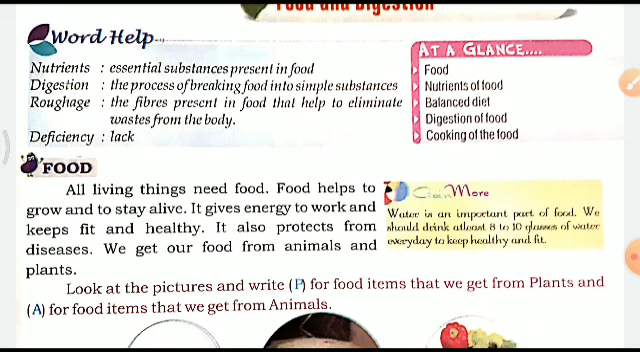 Food and Digestion
Word Help
Nutrients : essential substances present in food
Digestion : the process of breaking food into simple substances
Roughage : the fibres present in food that help to eliminate
wastes from the body.
Deficiency : lack
AT A GLANCE....
Food
Nutrients of food
Balanced diet
Digestion of food
Cooking of the food
FOOD
All living things need food. Food helps to
grow and to stay alive. It gives energy to work and
keeps fit and healthy. It also protects from
diseases. We get our food from animals and
plants.
More
Water is an important part of food. We
should drink atleast 8 to 10 glasses of water
everyday to keep healthy and fit.
Look at the pictures and write (P) for food items that we get from Plants and
(A) for food items that we get from Animals.